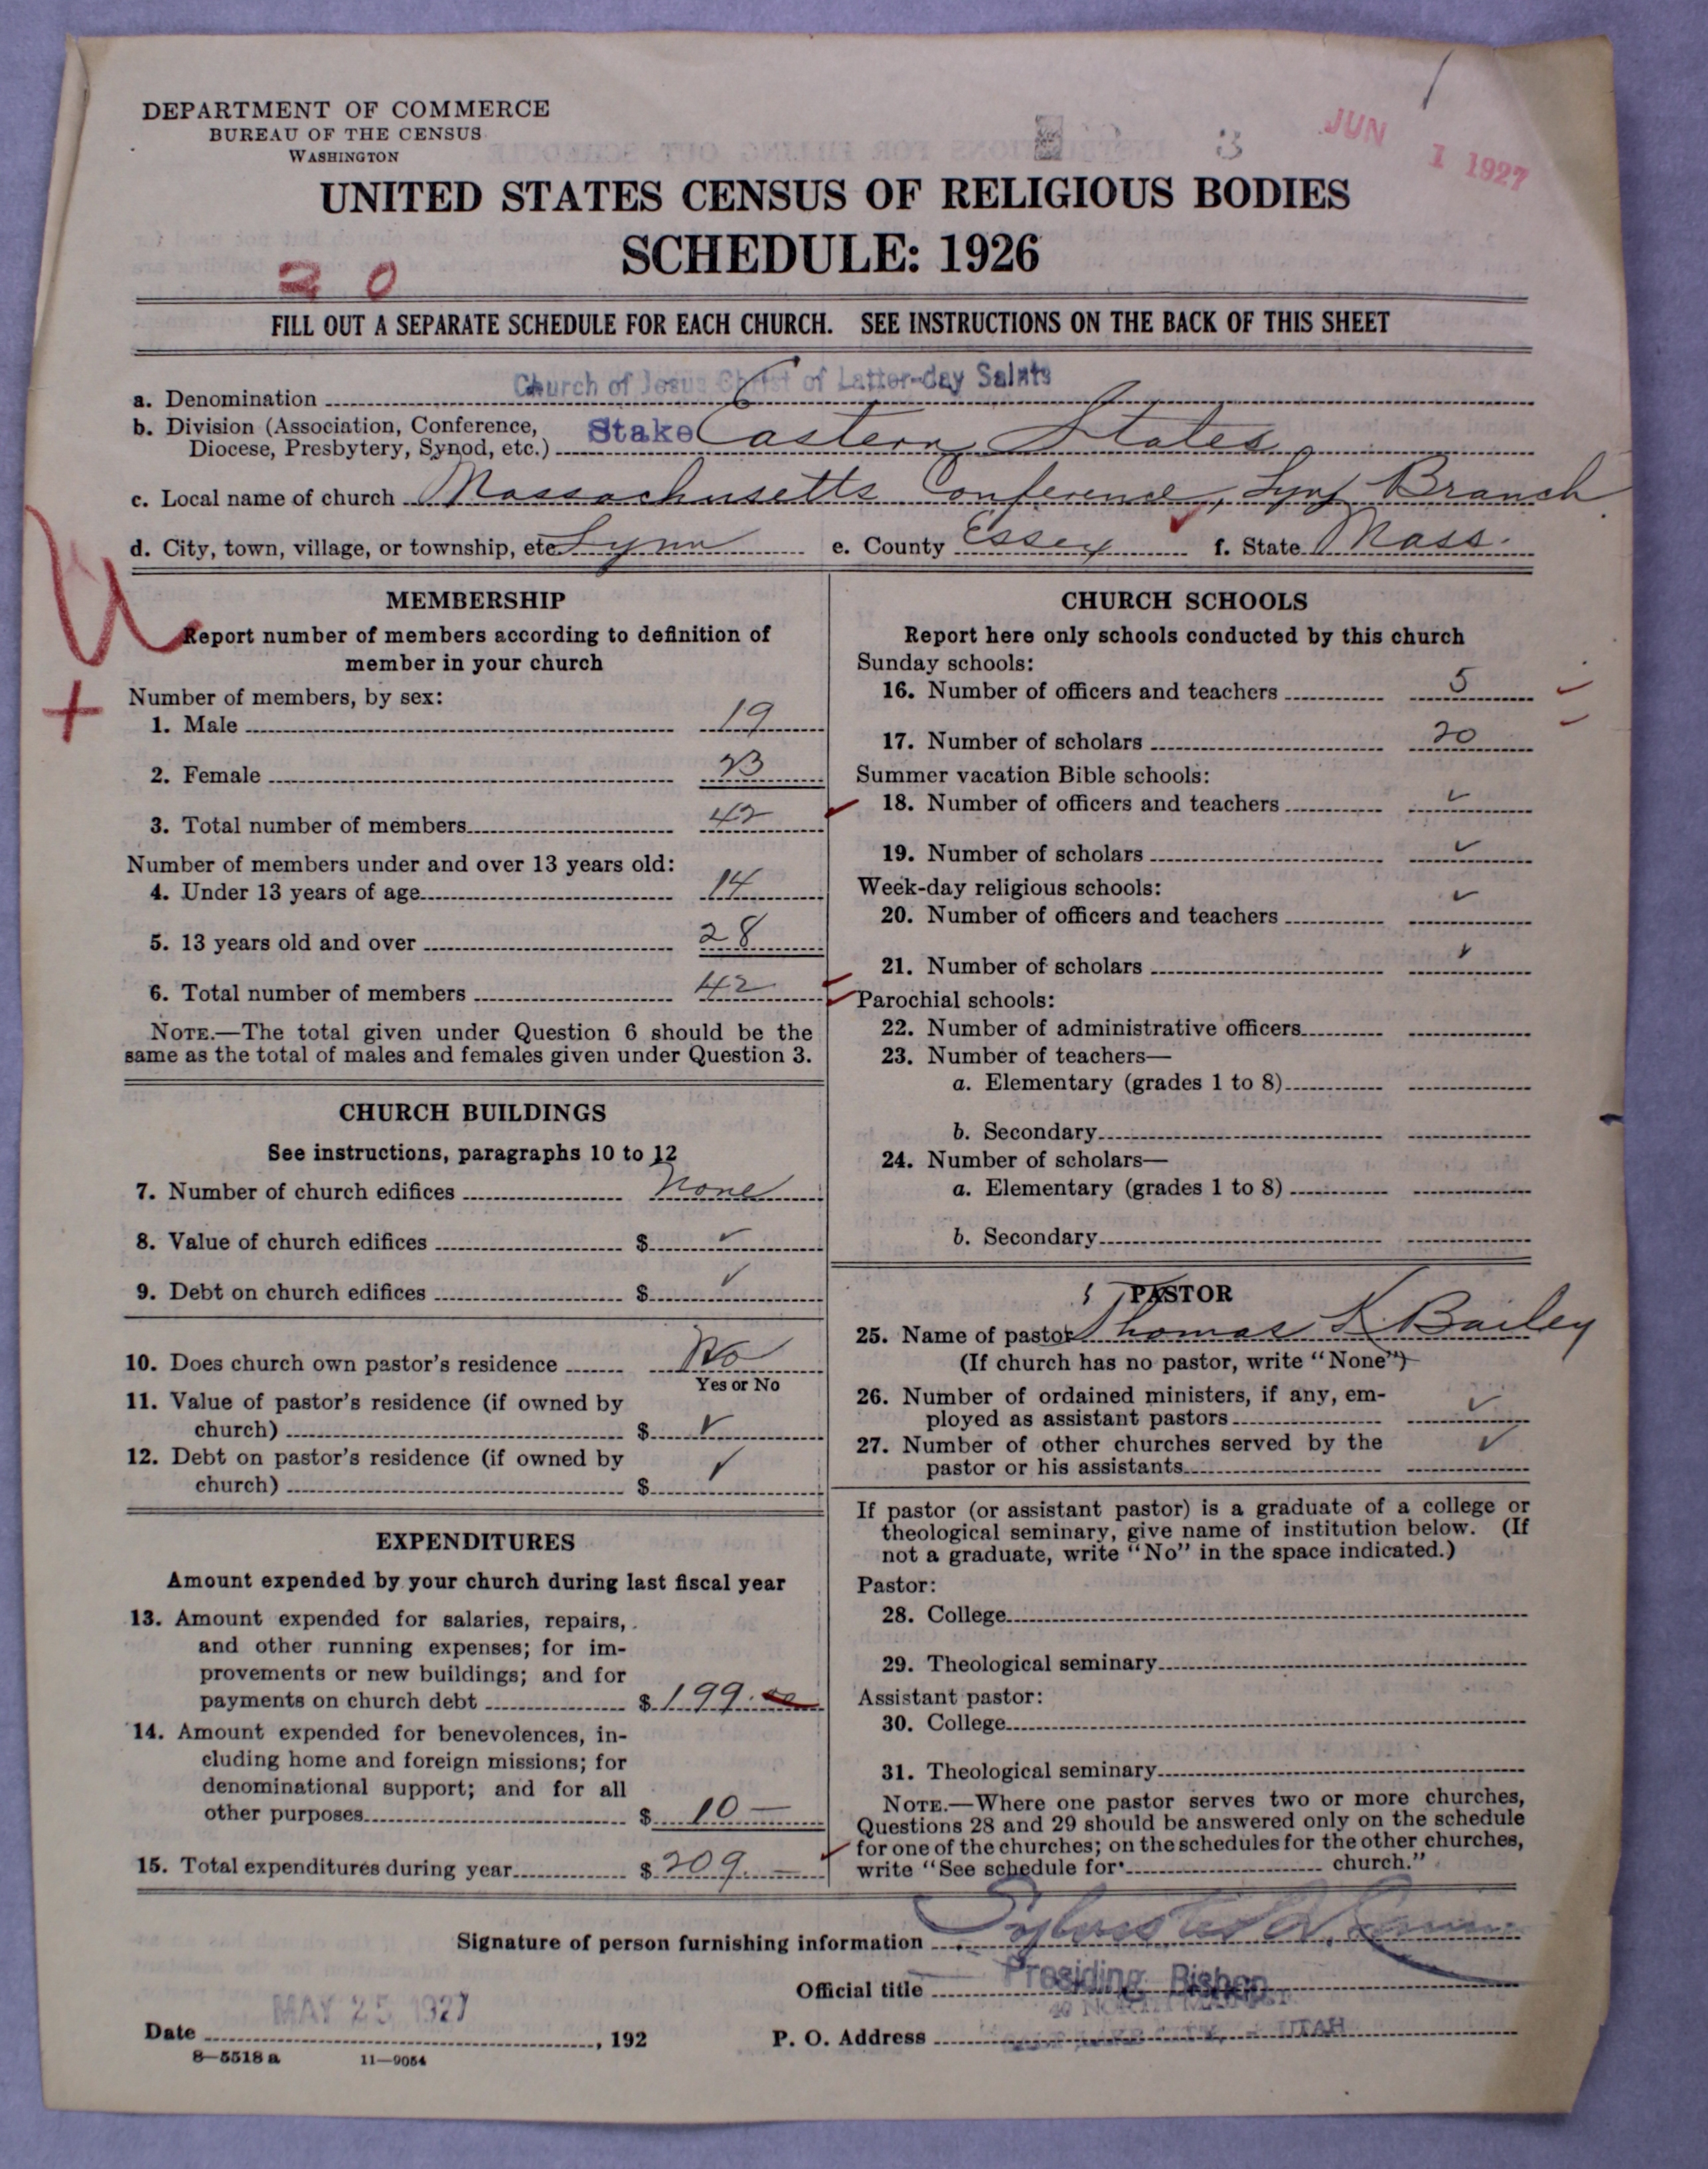 DEPARTMENT OF COMMERCE
BUREAU OF THE CENSUS
WASHINGTON
3
JUN 1 1927
UNITED STATES CENSUS OF RELIGIOUS BODIES
SCHEDULE: 1926
20
FILL OUT A SEPARATE SCHEDULE FOR EACH CHURCH. SEE INSTRUCTIONS ON THE BACK OF THIS SHEET
a. Denomination Church of Jesus Christ of Latter-day Saints
b. Division (Association, Conference,
Diocese, Presbytery, Synod, etc.) Stake Eastern States
c. Local name of church Massachusetts Conference, Lynn Branch
d. City, town, village, or township, etc. Lynn e. County Essex f. State Mass.
MEMBERSHIP
Report number of members according to definition of
member in your church
Number of members, by sex:
1. Male 19
2. Female 23
3. Total number of members 42
Number of members under and over 13 years old:
4. Under 13 years of age 14
5. 13 years old and over 28
6. Total number of members 42
NOTE.—The total given under Question 6 should be the
same as the total of males and females given under Question 3.
CHURCH BUILDINGS
See instructions, paragraphs 10 to 12
7. Number of church edifices None
8. Value of church edifices $ ✓
9. Debt on church edifices $ ✓
10. Does church own pastor's residence No
Yes or No
11. Value of pastor's residence (if owned by
church) $ ✓
12. Debt on pastor's residence (if owned by
church) $ ✓
EXPENDITURES
Amount expended by your church during last fiscal year
13. Amount expended for salaries, repairs,
and other running expenses; for im-
provements or new buildings; and for
payments on church debt $ 199.00
14. Amount expended for benevolences, in-
cluding home and foreign missions; for
denominational support; and for all
other purposes $ 10 —
15. Total expenditures during year $ 209. —
CHURCH SCHOOLS
Report here only schools conducted by this church
Sunday schools:
16. Number of officers and teachers 5
17. Number of scholars 20
Summer vacation Bible schools:
18. Number of officers and teachers ✓
19. Number of scholars ✓
Week-day religious schools:
20. Number of officers and teachers ✓
21. Number of scholars ✓
Parochial schools:
22. Number of administrative officers
23. Number of teachers—
a. Elementary (grades 1 to 8)
b. Secondary
24. Number of scholars—
a. Elementary (grades 1 to 8)
b. Secondary
PASTOR
25. Name of pastor Thomas K. Bailey
(If church has no pastor, write "None")
26. Number of ordained ministers, if any, em-
ployed as assistant pastors ✓
27. Number of other churches served by the
pastor or his assistants ✓
If pastor (or assistant pastor) is a graduate of a college or
theological seminary, give name of institution below. (If
not a graduate, write "No" in the space indicated.)
Pastor:
28. College
29. Theological seminary
Assistant pastor:
30. College
31. Theological seminary
NOTE.—Where one pastor serves two or more churches,
Questions 28 and 29 should be answered only on the schedule
for one of the churches; on the schedules for the other churches,
write "See schedule for church."
Signature of person furnishing information Sylvester Q. Cannon
Official title Presiding Bishop
40 NORTH MAIN ST.
Date MAY 25 1927, 192 P. O. Address SALT LAKE CITY, - UTAH
8—5518 a 11—9054